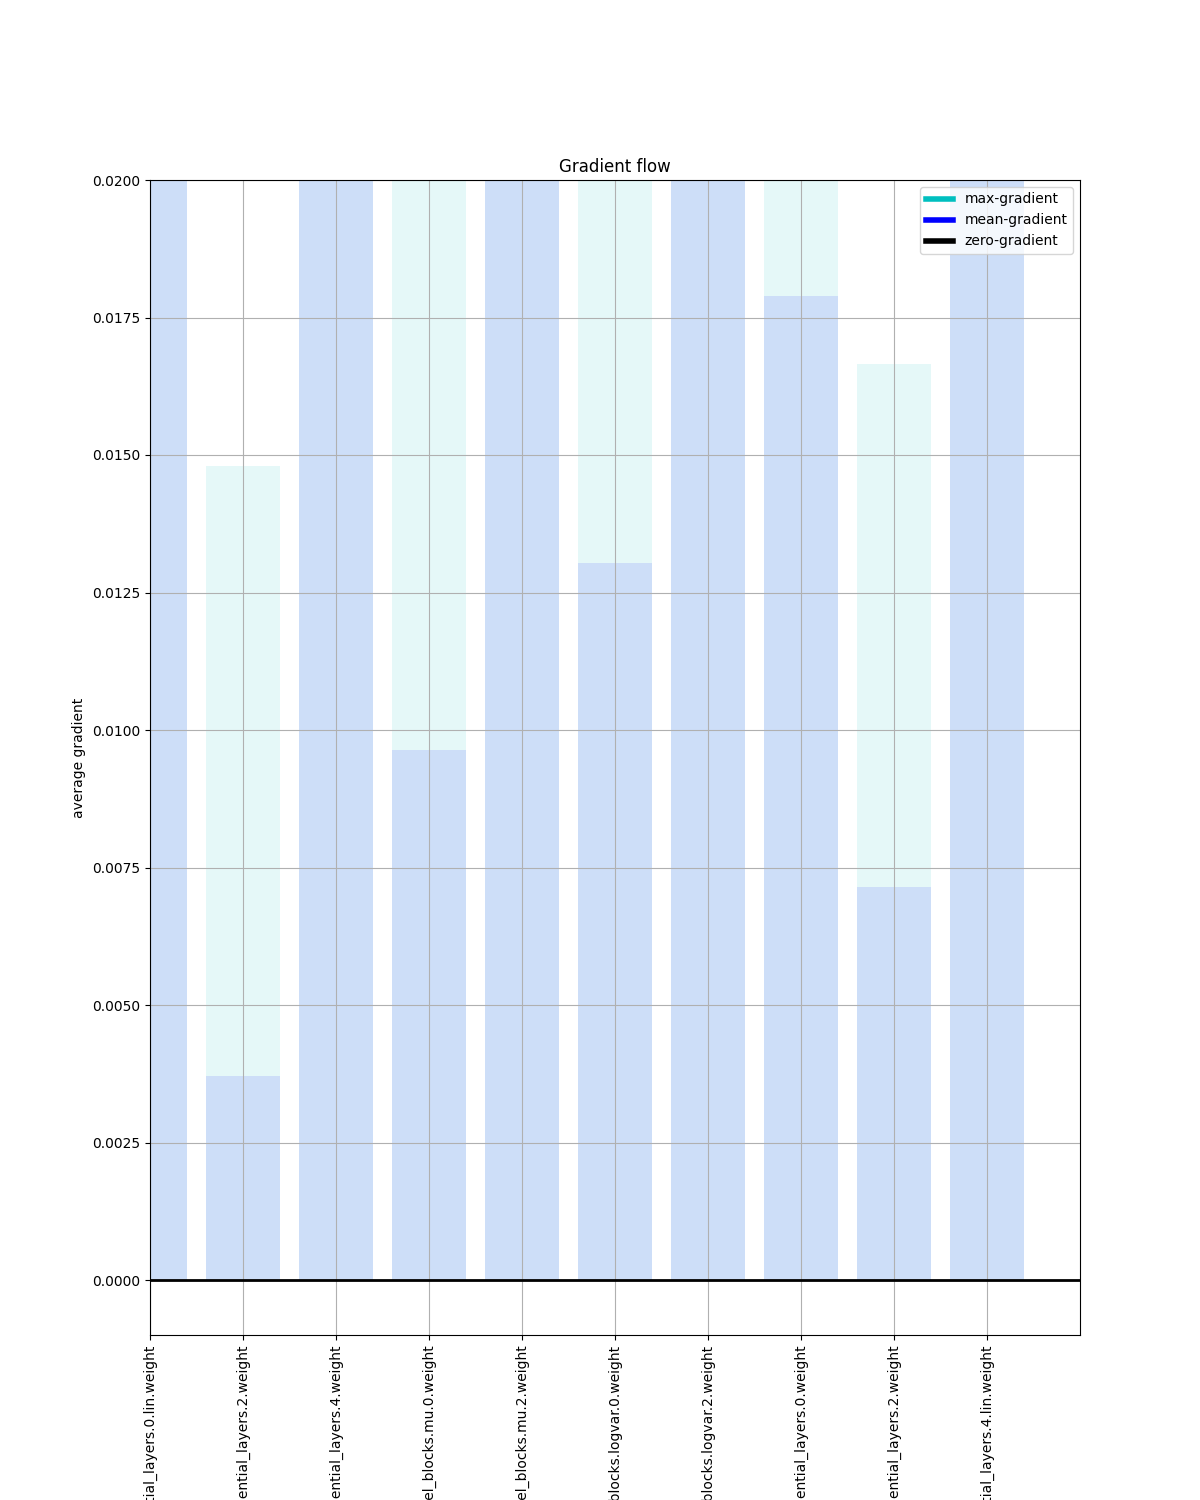 Gradient flow
max-gradient
mean-gradient
zero-gradient
0.0200
0.0175
0.0150
0.0125
0.0100
0.0075
0.0050
0.0025
0.0000
average gradient
tial_layers.0.lin.weight
ential_layers.2.weight
ential_layers.4.weight
el_blocks.mu.0.weight
el_blocks.mu.2.weight
blocks.logvar.0.weight
blocks.logvar.2.weight
ential_layers.0.weight
ential_layers.2.weight
tial_layers.4.lin.weight